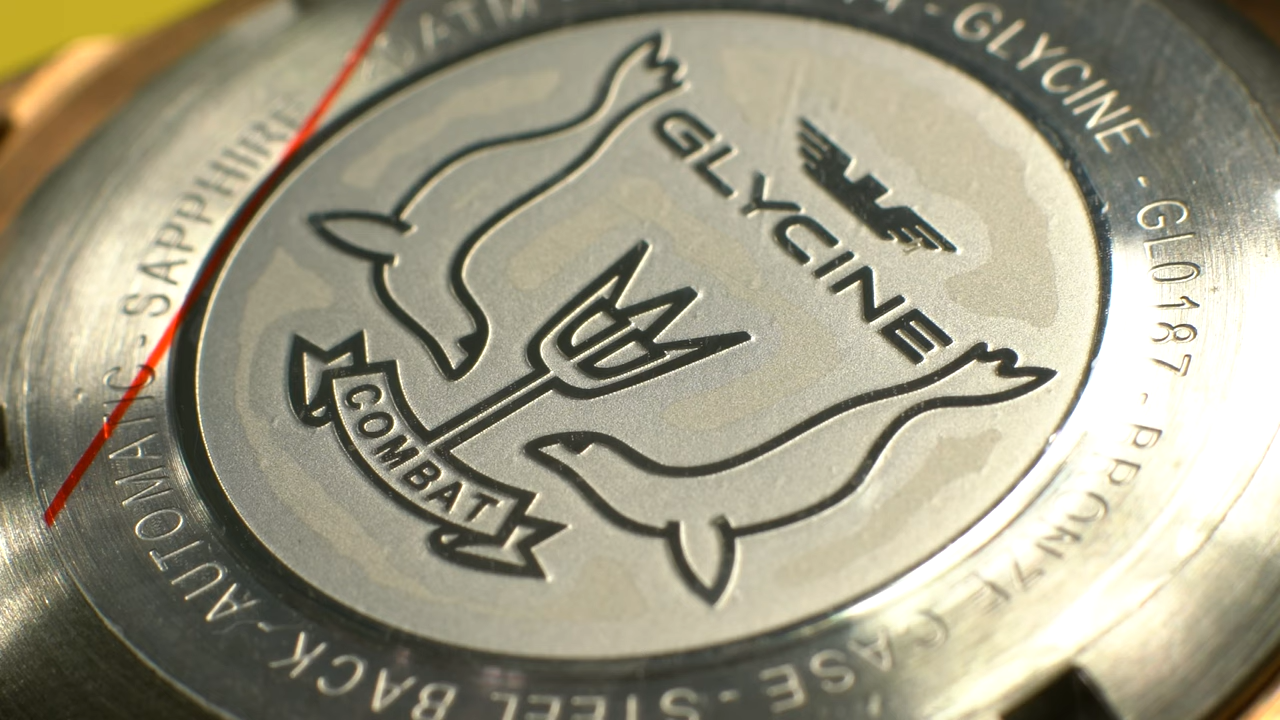 GLYCINE
COMBAT
GLYCINE - GL0187 - BRONZE CASE - STEEL BACK - AUTOMATIC - SAPPHIRE